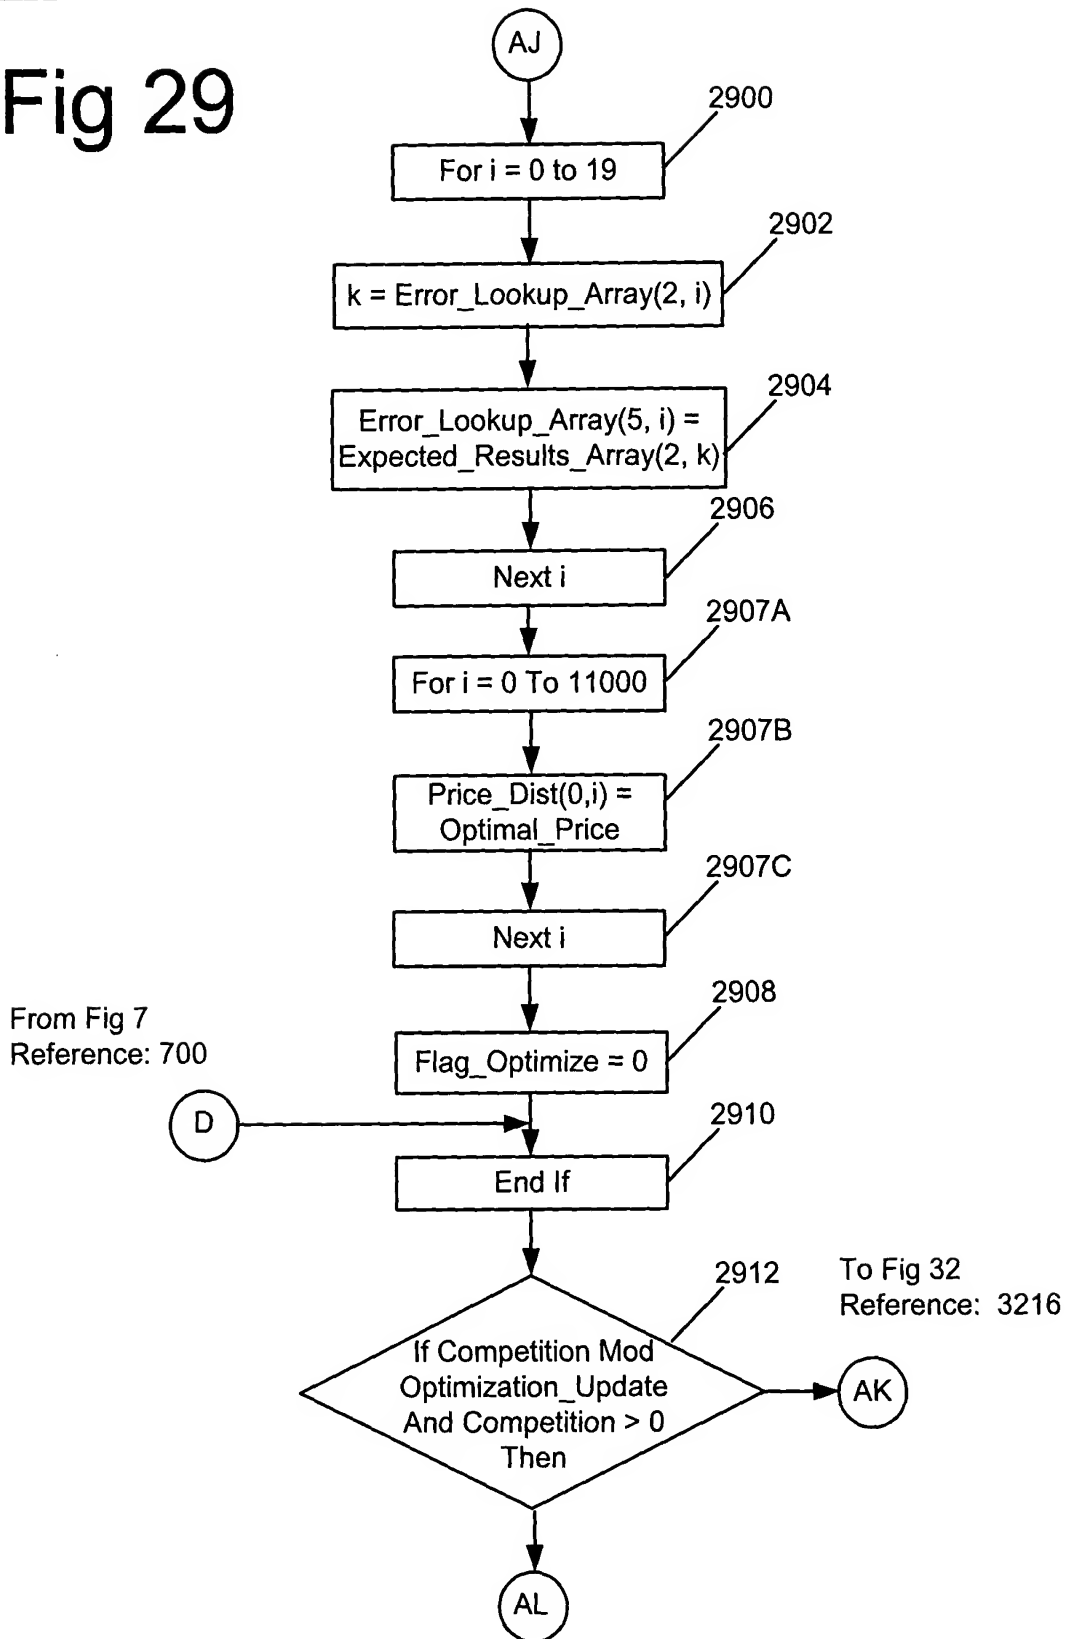 AJ
Fig 29
2900
For i = 0 to 19
2902
k = Error_Lookup_Array(2, i)
2904
Error_Lookup_Array(5, i) =
Expected_Results_Array(2, k)
2906
Next i
2907A
For i = 0 To 11000
2907B
Price_Dist(0,i) =
Optimal_Price
2907C
Next i
2908
From Fig 7
Reference: 700
Flag_Optimize = 0
D
2910
End If
2912
To Fig 32
Reference: 3216
If Competition Mod
Optimization_Update
And Competition > 0
Then
AK
AL